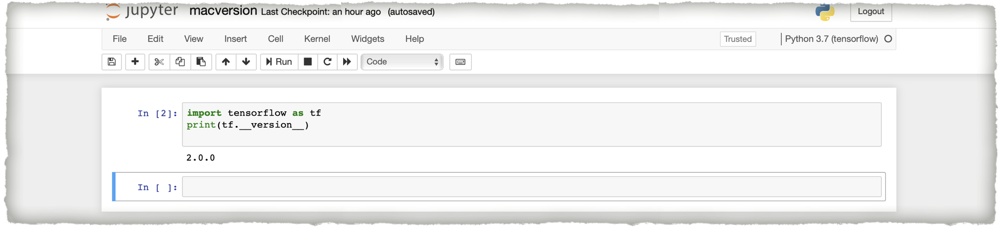 jupyter macversion Last Checkpoint: an hour ago (autosaved) Logout
File Edit View Insert Cell Kernel Widgets Help Trusted Python 3.7 (tensorflow)
Run Code
In [2]: import tensorflow as tf
print(tf.__version__)
2.0.0
In [ ]: